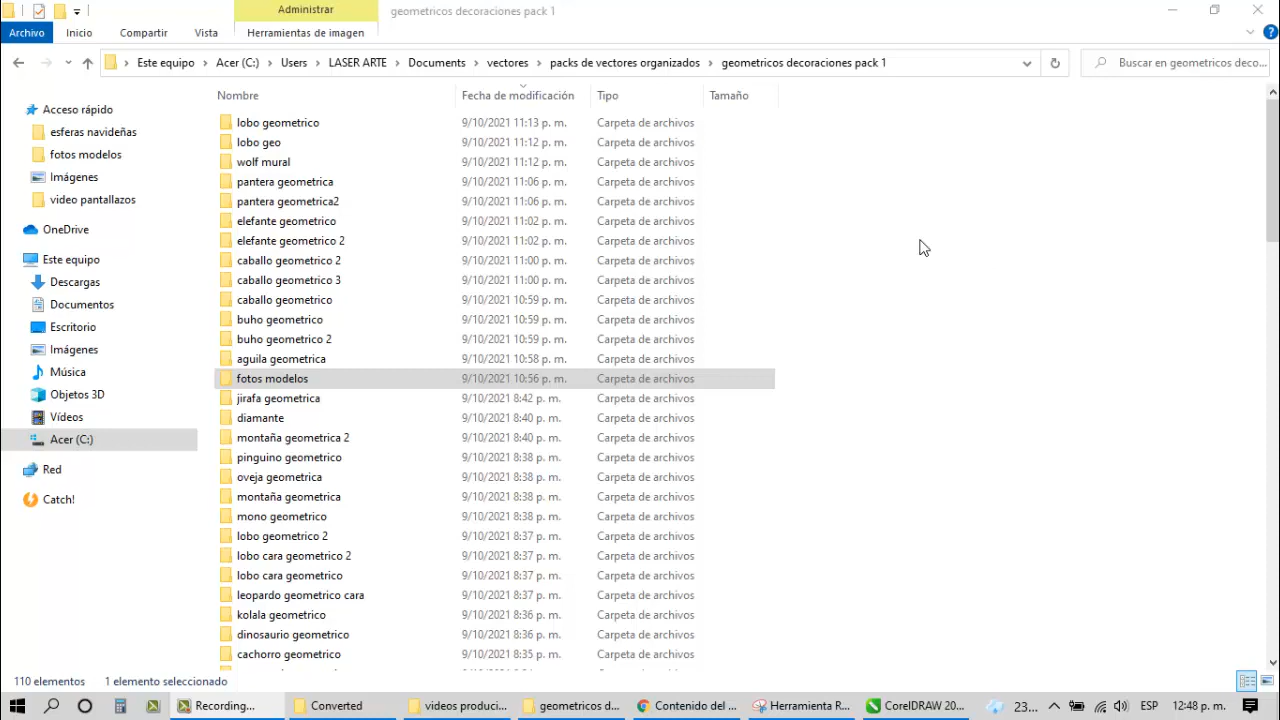 Administrar
geometricos decoraciones pack 1
Archivo
Inicio
Compartir
Vista
Herramientas de imagen
Este equipo
Acer (C:)
Users
LASER ARTE
Documents
vectores
packs de vectores organizados
geometricos decoraciones pack 1
Buscar en geometricos deco...
Nombre
Fecha de modificación
Tipo
Tamaño
Acceso rápido
esferas navideñas
fotos modelos
Imágenes
video pantallazos
OneDrive
Este equipo
Descargas
Documentos
Escritorio
Imágenes
Música
Objetos 3D
Vídeos
Acer (C:)
Red
Catch!
lobo geometrico 9/10/2021 11:13 p. m. Carpeta de archivos
lobo geo 9/10/2021 11:12 p. m. Carpeta de archivos
wolf mural 9/10/2021 11:12 p. m. Carpeta de archivos
pantera geometrica 9/10/2021 11:06 p. m. Carpeta de archivos
pantera geometrica2 9/10/2021 11:06 p. m. Carpeta de archivos
elefante geometrico 9/10/2021 11:02 p. m. Carpeta de archivos
elefante geometrico 2 9/10/2021 11:02 p. m. Carpeta de archivos
caballo geometrico 2 9/10/2021 11:00 p. m. Carpeta de archivos
caballo geometrico 3 9/10/2021 11:00 p. m. Carpeta de archivos
caballo geometrico 9/10/2021 10:59 p. m. Carpeta de archivos
buho geometrico 9/10/2021 10:59 p. m. Carpeta de archivos
buho geometrico 2 9/10/2021 10:59 p. m. Carpeta de archivos
aguila geometrica 9/10/2021 10:58 p. m. Carpeta de archivos
fotos modelos 9/10/2021 10:56 p. m. Carpeta de archivos
jirafa geometrica 9/10/2021 8:42 p. m. Carpeta de archivos
diamante 9/10/2021 8:40 p. m. Carpeta de archivos
montaña geometrica 2 9/10/2021 8:40 p. m. Carpeta de archivos
pinguino geometrico 9/10/2021 8:38 p. m. Carpeta de archivos
oveja geometrica 9/10/2021 8:38 p. m. Carpeta de archivos
montaña geometrica 9/10/2021 8:38 p. m. Carpeta de archivos
mono geometrico 9/10/2021 8:38 p. m. Carpeta de archivos
lobo geometrico 2 9/10/2021 8:37 p. m. Carpeta de archivos
lobo cara geometrico 2 9/10/2021 8:37 p. m. Carpeta de archivos
lobo cara geometrico 9/10/2021 8:37 p. m. Carpeta de archivos
leopardo geometrico cara 9/10/2021 8:37 p. m. Carpeta de archivos
kolala geometrico 9/10/2021 8:36 p. m. Carpeta de archivos
dinosaurio geometrico 9/10/2021 8:36 p. m. Carpeta de archivos
cachorro geometrico 9/10/2021 8:35 p. m. Carpeta de archivos
110 elementos
1 elemento seleccionado
Recording...
Converted
videos produci...
geometricos d...
Contenido del ...
Herramienta R...
CorelDRAW 20...
23...
ESP
12:48 p. m.